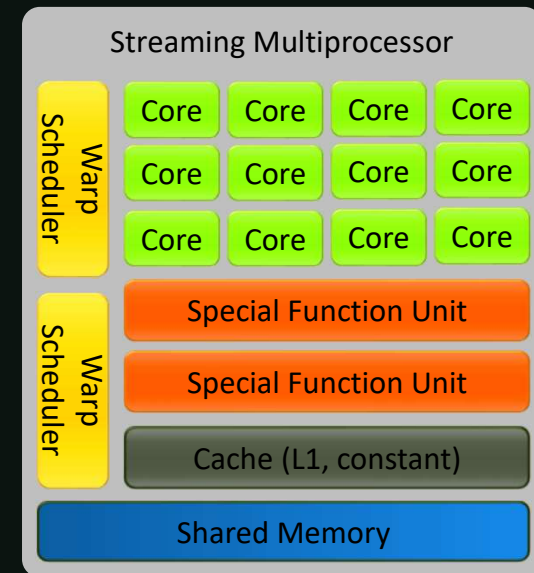 Streaming Multiprocessor
Warp
Scheduler
Core Core Core Core
Core Core Core Core
Core Core Core Core
Warp
Scheduler
Special Function Unit
Special Function Unit
Cache (L1, constant)
Shared Memory